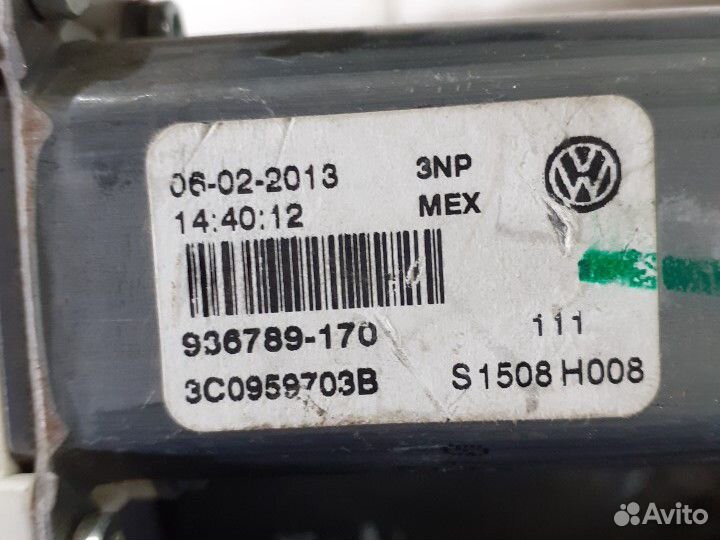 06-02-2013 3NP
14:40:12 MEX
936789-170 111
3C0959703B S1508 H008
Avito